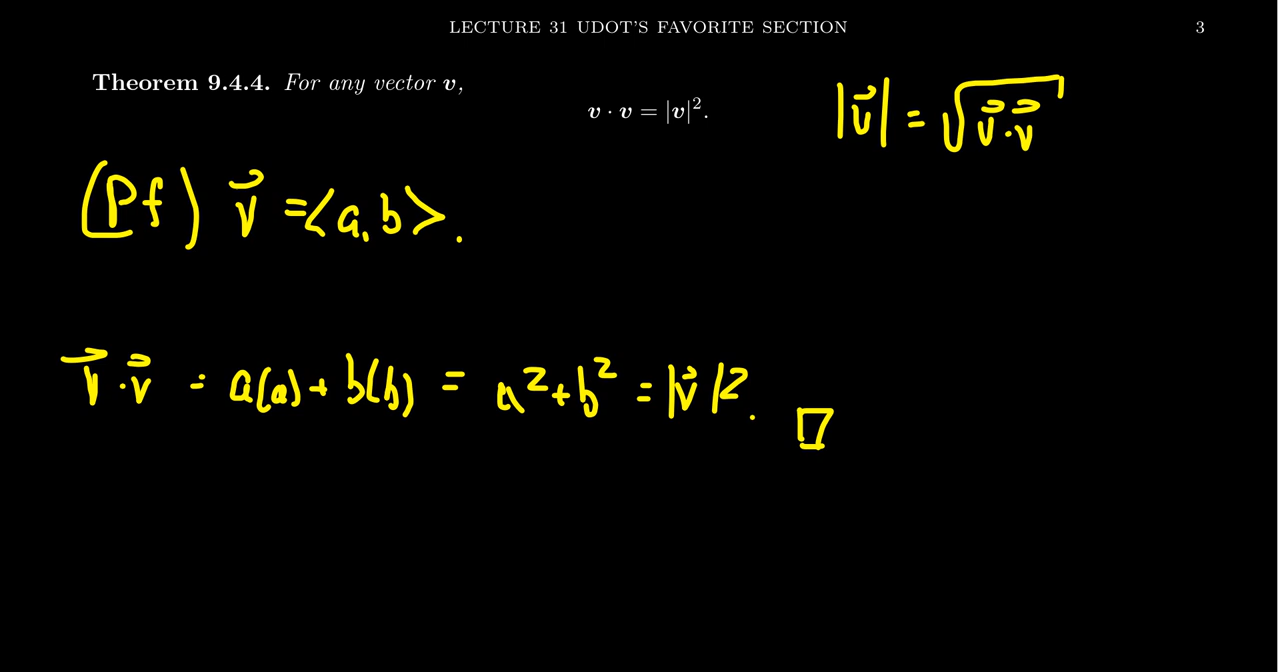 LECTURE 31 UDOT'S FAVORITE SECTION 3
Theorem 9.4.4. For any vector v,
v · v = |v|².
|v⃗| = √(v⃗ · v⃗)
(Pf) v⃗ = ⟨a, b⟩.
v⃗ · v⃗ = a(a) + b(b) = a² + b² = |v⃗|². □